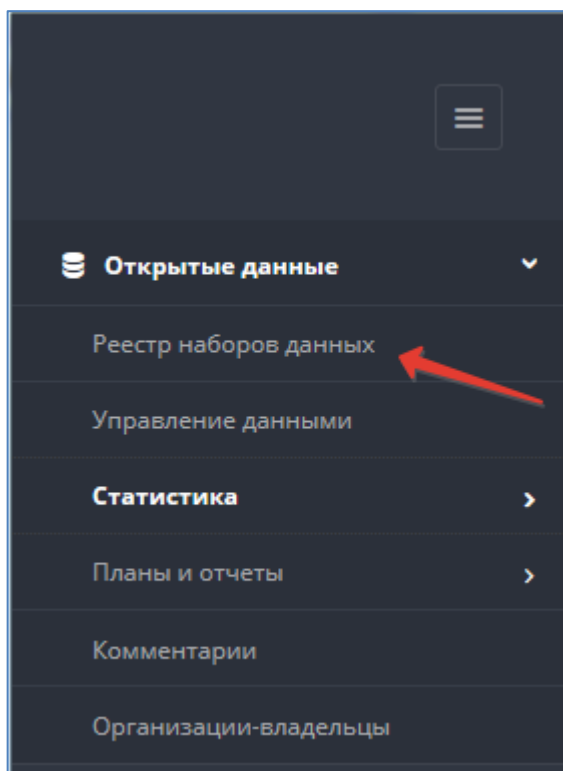 Открытые данные
Реестр наборов данных
Управление данными
Статистика
Планы и отчеты
Комментарии
Организации-владельцы